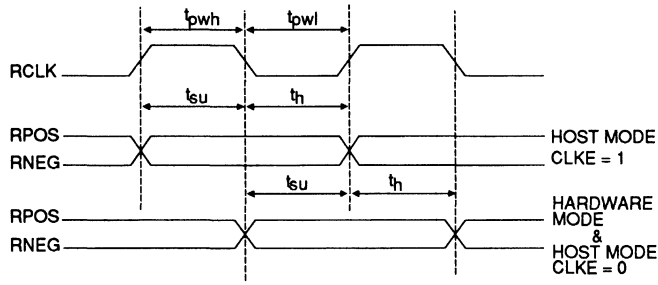 tpwh tpwl
RCLK
tsu th
RPOS HOST MODE
RNEG CLKE = 1
tsu th
RPOS HARDWARE
MODE
&
RNEG HOST MODE
CLKE = 0